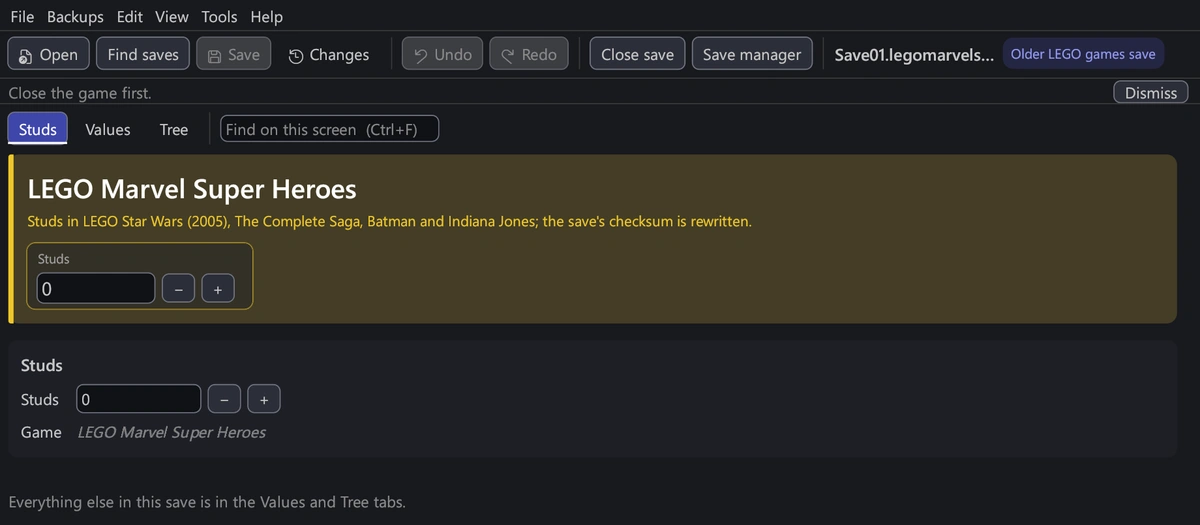 File Backups Edit View Tools Help
Open Find saves Save Changes Undo Redo Close save Save manager Save01.legomarvels... Older LEGO games save
Close the game first. Dismiss
Studs Values Tree Find on this screen (Ctrl+F)
LEGO Marvel Super Heroes
Studs in LEGO Star Wars (2005), The Complete Saga, Batman and Indiana Jones; the save's checksum is rewritten.
Studs
0 – +
Studs
Studs 0 – +
Game LEGO Marvel Super Heroes
Everything else in this save is in the Values and Tree tabs.